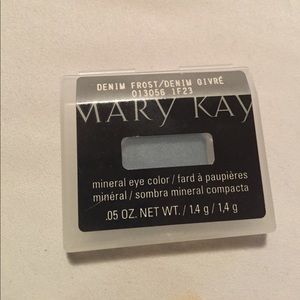 DENIM FROST/DENIM GIVRÉ
013056 1F23
MARY KAY
mineral eye color / fard à paupières
minéral / sombra mineral compacta
.05 OZ. NET WT. / 1.4 g / 1,4 g